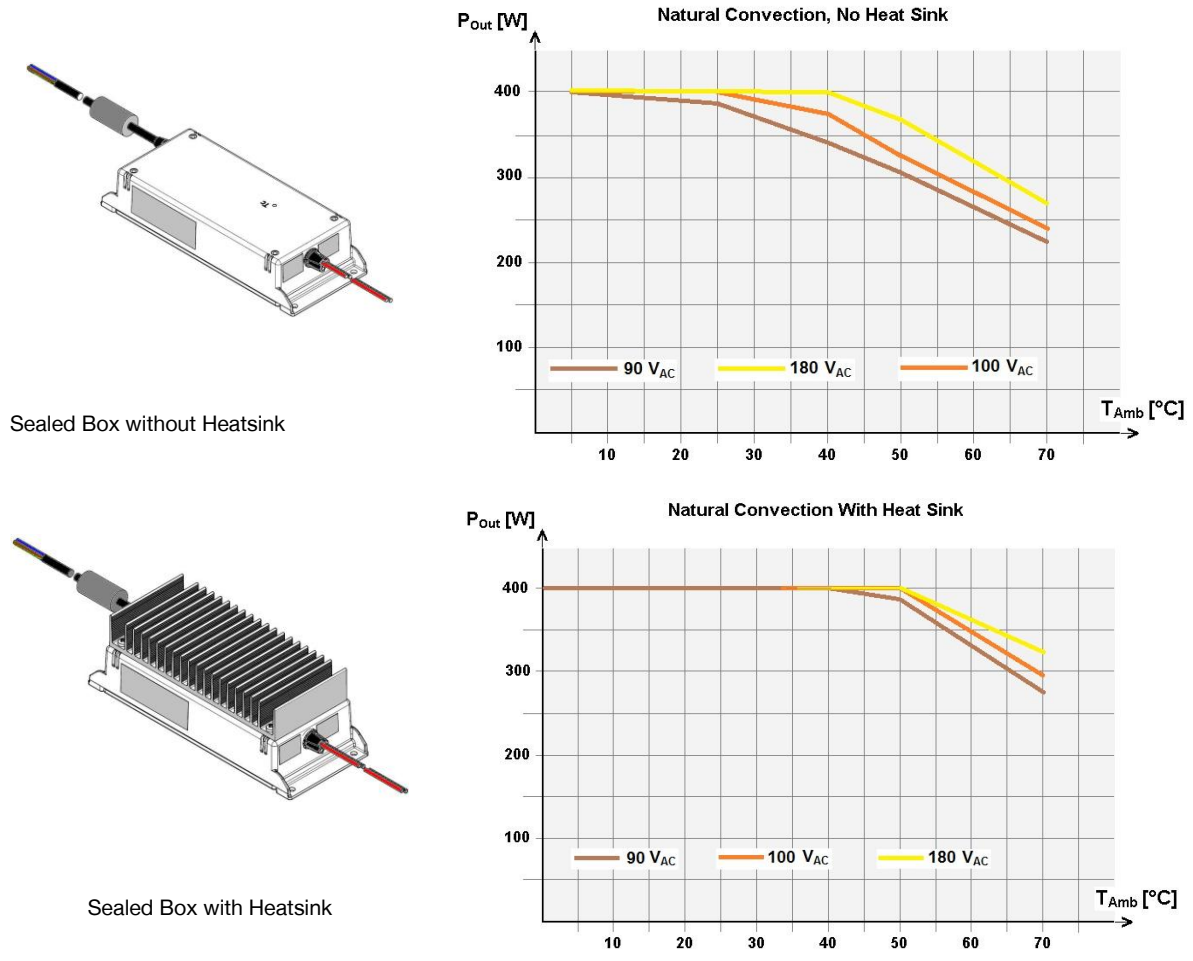 Natural Convection, No Heat Sink
P_Out [W]
400
300
200
100
90 V_AC
180 V_AC
100 V_AC
T_Amb [°C]
10 20 30 40 50 60 70
Tc
Sealed Box without Heatsink
Natural Convection With Heat Sink
P_Out [W]
400
300
200
100
90 V_AC
100 V_AC
180 V_AC
T_Amb [°C]
10 20 30 40 50 60 70
Sealed Box with Heatsink